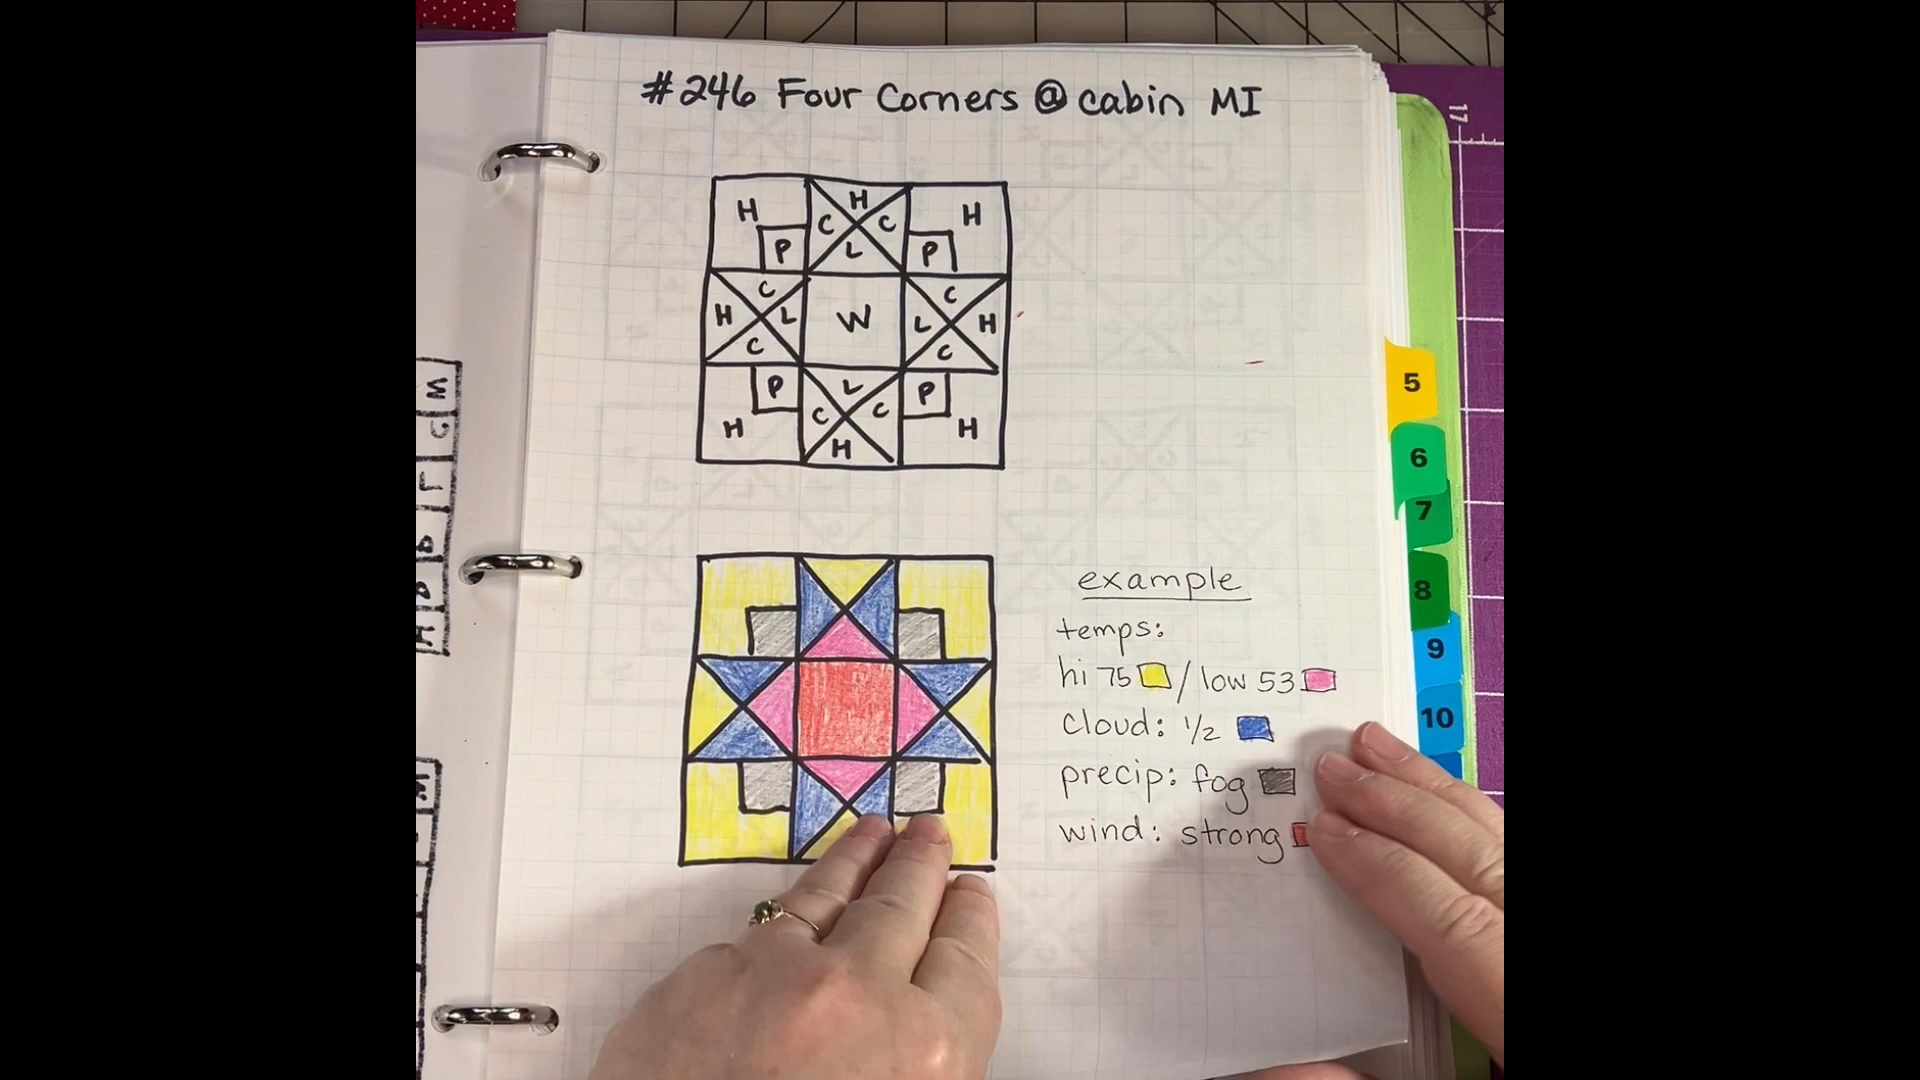 #246 Four Corners @ cabin MI
H H H
C C
P L P
C C
H L W L H
C C
P L P
C C
H H H
example
temps:
hi 75 / low 53
cloud: 1/2
precip: fog
wind: strong
17
5
6
7
8
9
10